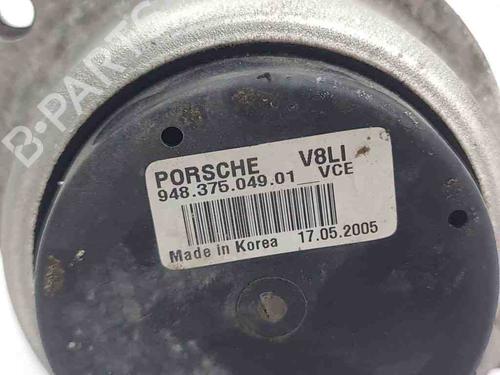 B-PARTS
PORSCHE V8LI
948.375.049.01 VCE
Made in Korea 17.05.2005